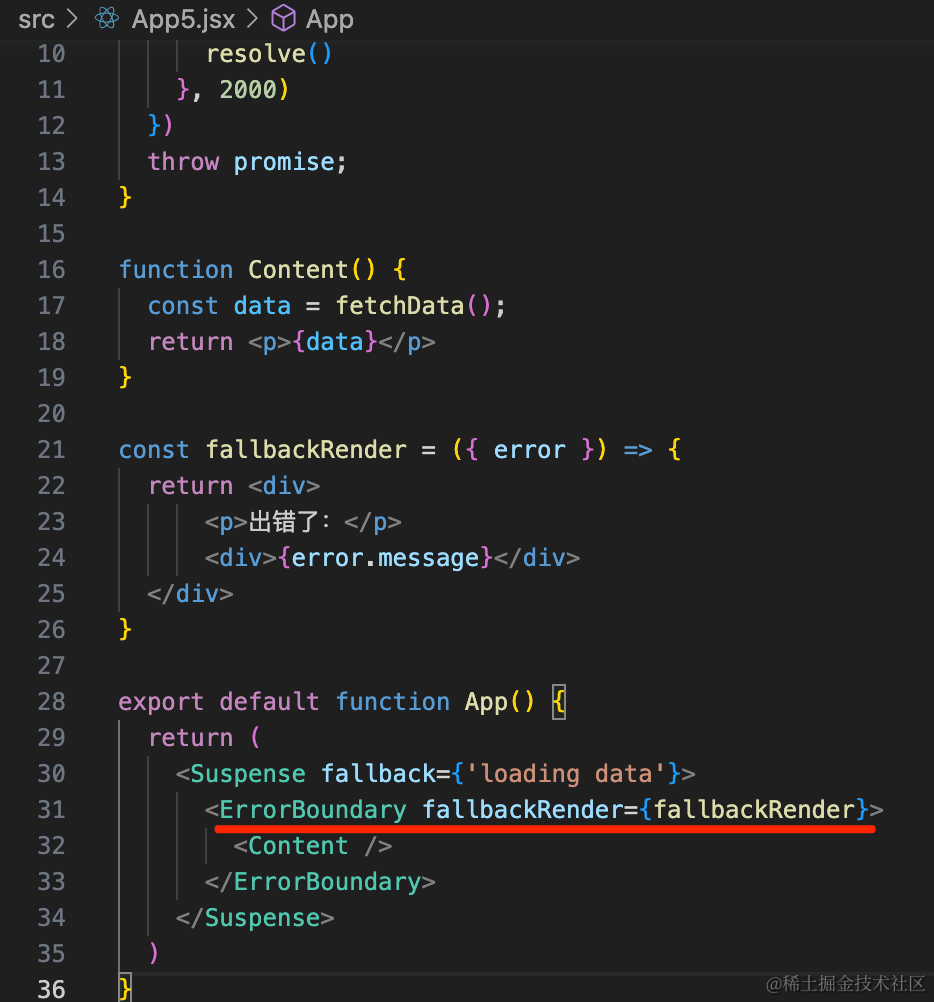 src > App5.jsx > App
10 resolve()
11 }, 2000)
12 })
13 throw promise;
14 }
15
16 function Content() {
17 const data = fetchData();
18 return <p>{data}</p>
19 }
20
21 const fallbackRender = ({ error }) => {
22 return <div>
23 <p>出错了：</p>
24 <div>{error.message}</div>
25 </div>
26 }
27
28 export default function App() {
29 return (
30 <Suspense fallback={'loading data'}>
31 <ErrorBoundary fallbackRender={fallbackRender}>
32 <Content />
33 </ErrorBoundary>
34 </Suspense>
35 )
36 }
@稀土掘金技术社区